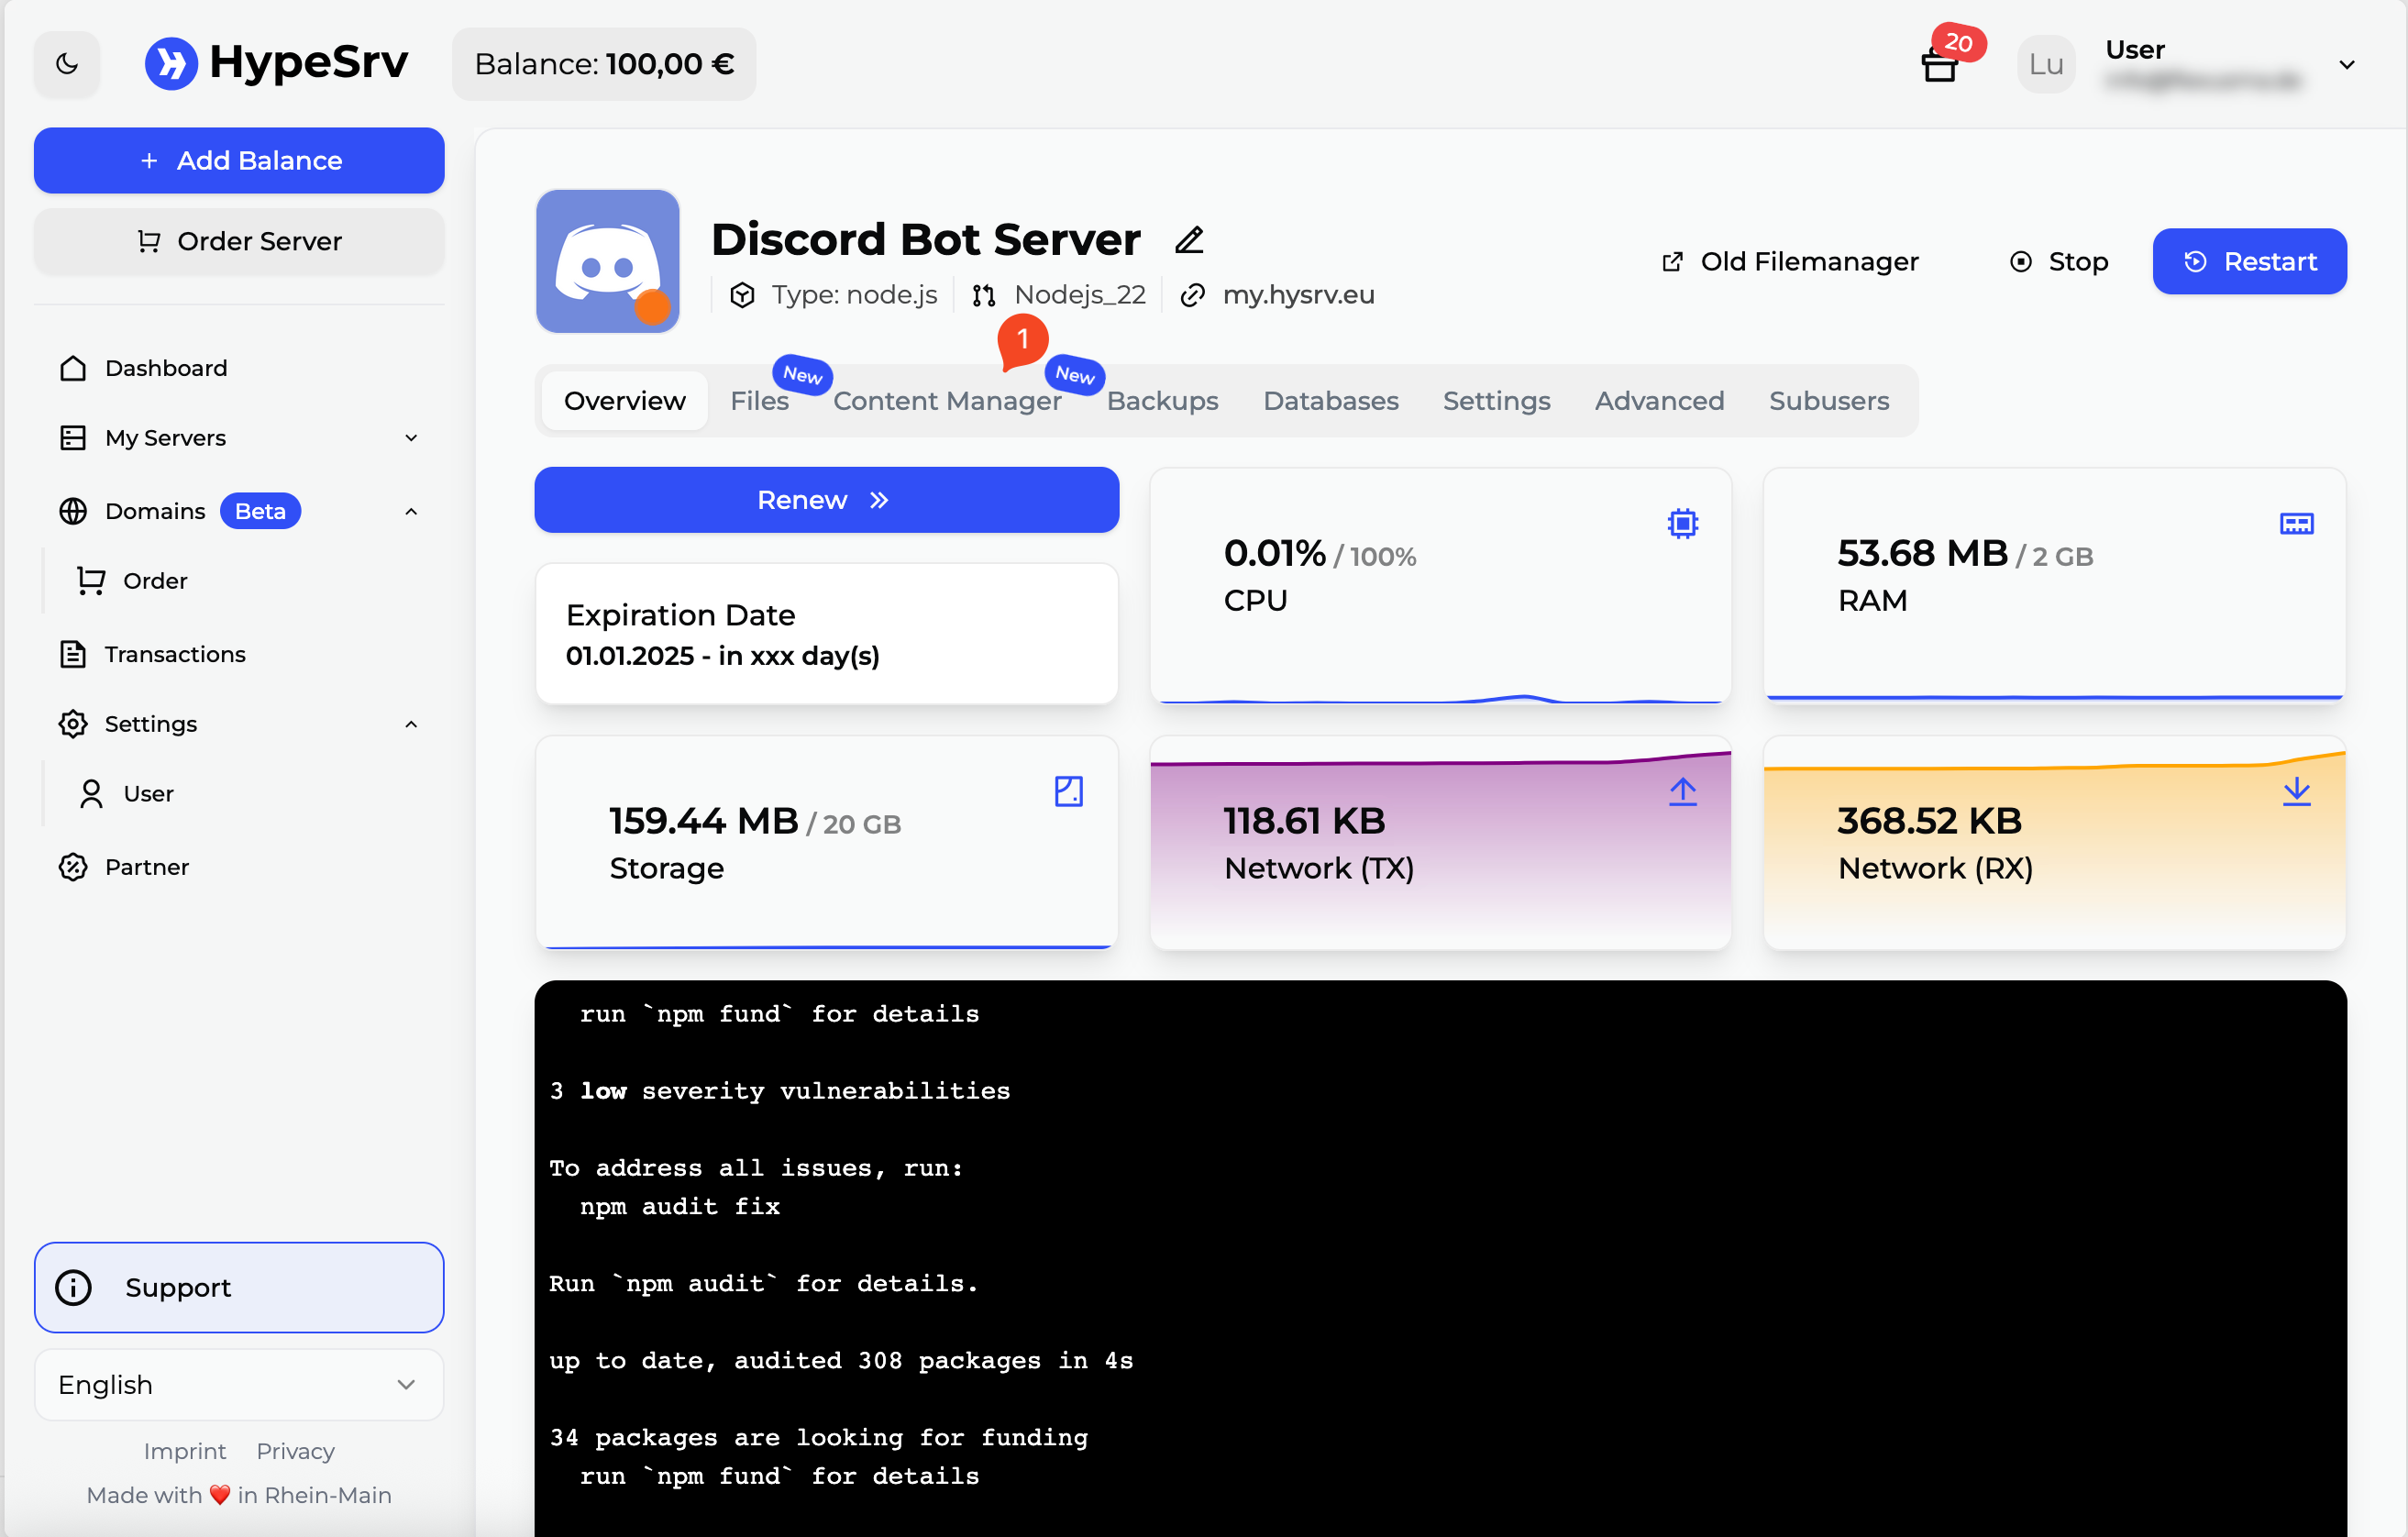 HypeSrv
Balance: 100,00 €
20
Lu
User
+ Add Balance
Order Server
Dashboard
My Servers
Domains Beta
Order
Transactions
Settings
User
Partner
Support
English
Imprint Privacy
Made with ❤️ in Rhein-Main
Discord Bot Server
Type: node.js
Nodejs_22
my.hysrv.eu
Old Filemanager
Stop
Restart
1
Overview
Files New
Content Manager New
Backups
Databases
Settings
Advanced
Subusers
Renew
Expiration Date
01.01.2025 - in xxx day(s)
0.01% / 100%
CPU
53.68 MB / 2 GB
RAM
159.44 MB / 20 GB
Storage
118.61 KB
Network (TX)
368.52 KB
Network (RX)
run `npm fund` for details
3 low severity vulnerabilities
To address all issues, run:
npm audit fix
Run `npm audit` for details.
up to date, audited 308 packages in 4s
34 packages are looking for funding
run `npm fund` for details